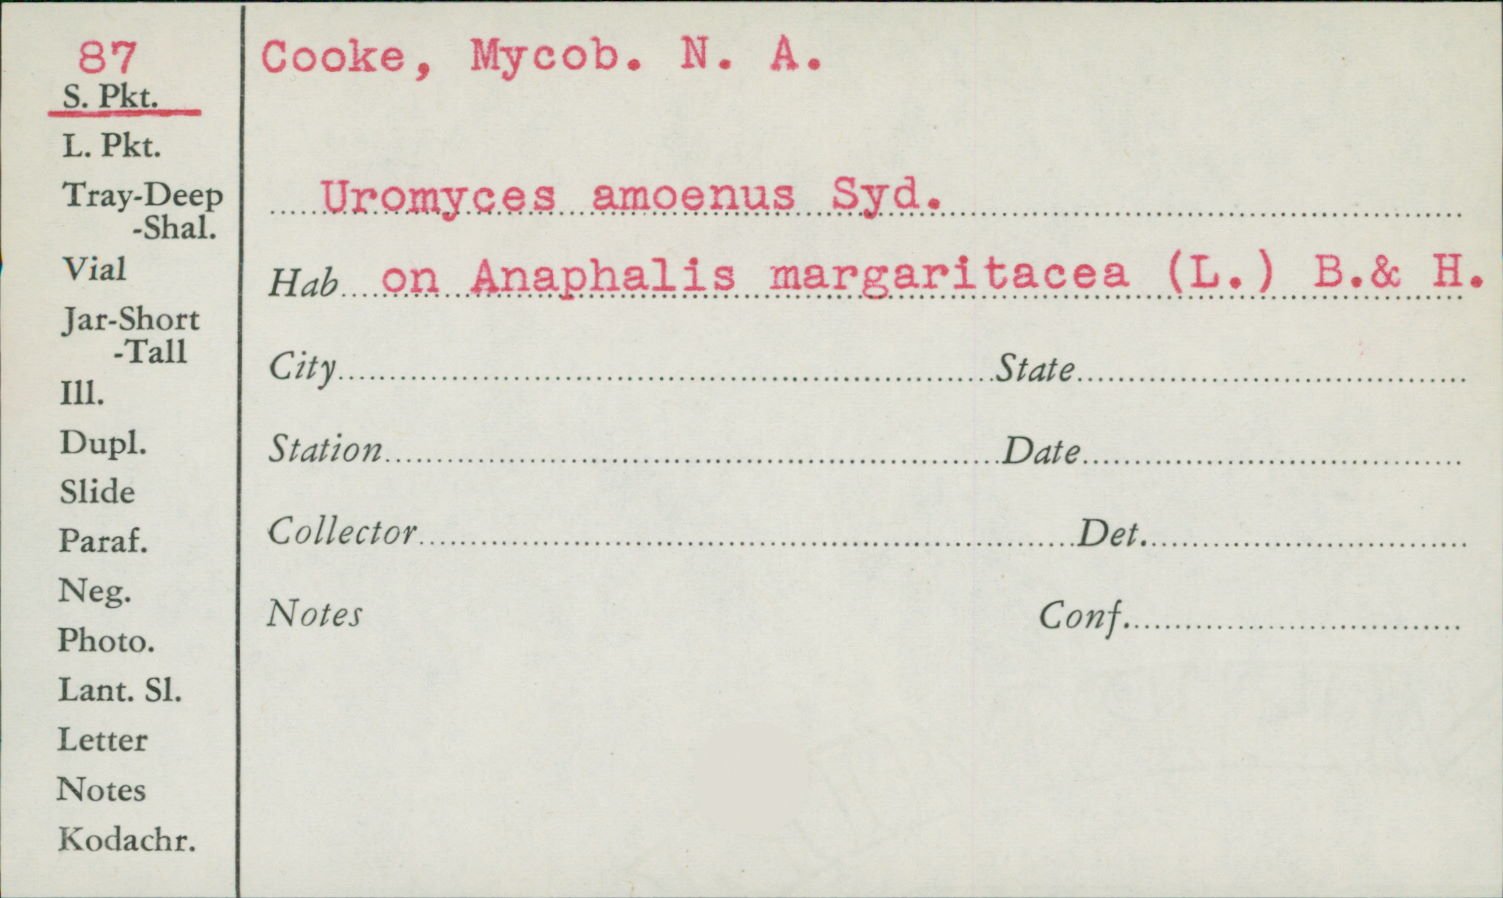 87
S. Pkt.
L. Pkt.
Tray-Deep
-Shal.
Vial
Jar-Short
-Tall
Ill.
Dupl.
Slide
Paraf.
Neg.
Photo.
Lant. Sl.
Letter
Notes
Kodachr.
Cooke, Mycob. N. A.
Uromyces amoenus Syd.
Hab on Anaphalis margaritacea (L.) B.& H.
City State
Station Date
Collector Det.
Notes Conf.